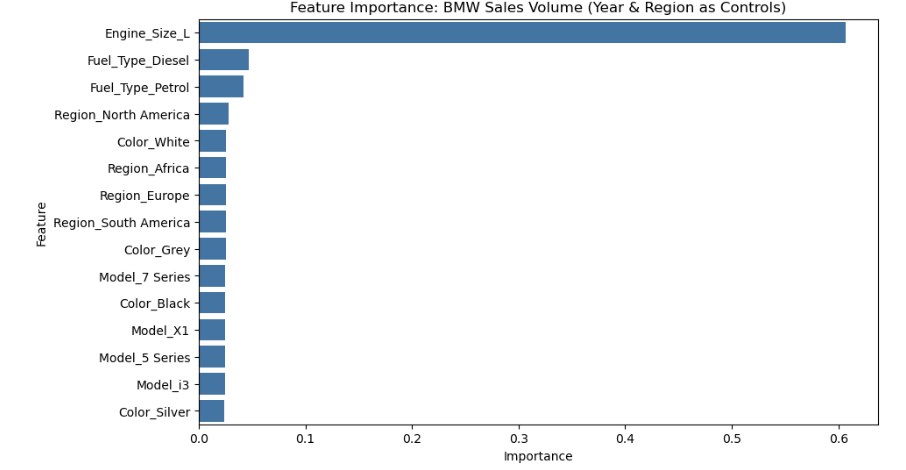 Feature Importance: BMW Sales Volume (Year & Region as Controls)
Engine_Size_L
Fuel_Type_Diesel
Fuel_Type_Petrol
Region_North America
Color_White
Region_Africa
Region_Europe
Region_South America
Color_Grey
Model_7 Series
Color_Black
Model_X1
Model_5 Series
Model_i3
Color_Silver
Feature
0.0 0.1 0.2 0.3 0.4 0.5 0.6
Importance